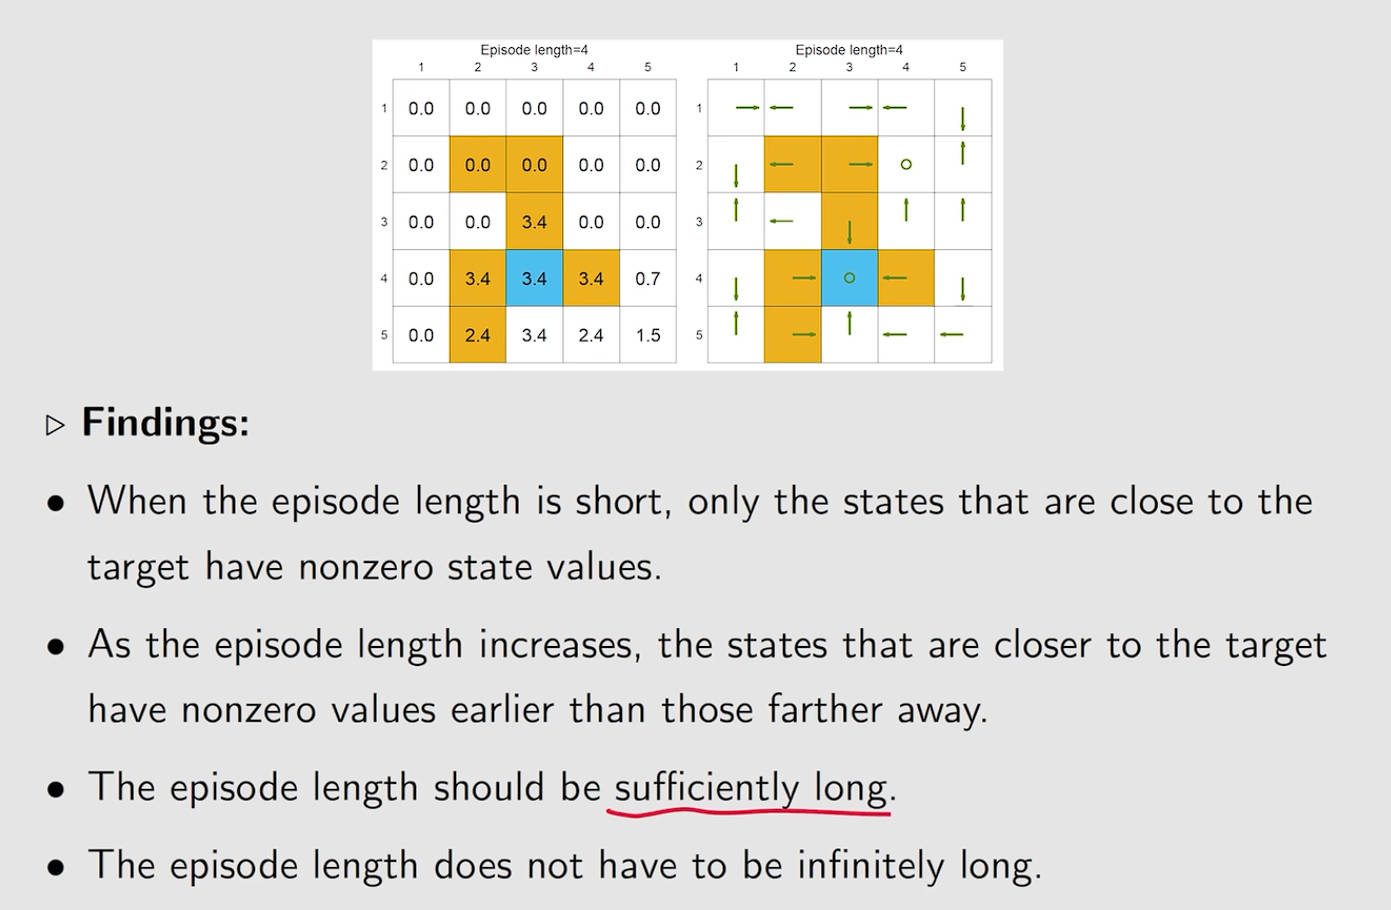 Episode length=4 Episode length=4
1 2 3 4 5 1 2 3 4 5
1 0.0 0.0 0.0 0.0 0.0 1
2 0.0 0.0 0.0 0.0 0.0 2
3 0.0 0.0 3.4 0.0 0.0 3
4 0.0 3.4 3.4 3.4 0.7 4
5 0.0 2.4 3.4 2.4 1.5 5
▷ Findings:
• When the episode length is short, only the states that are close to the
target have nonzero state values.
• As the episode length increases, the states that are closer to the target
have nonzero values earlier than those farther away.
• The episode length should be sufficiently long.
• The episode length does not have to be infinitely long.